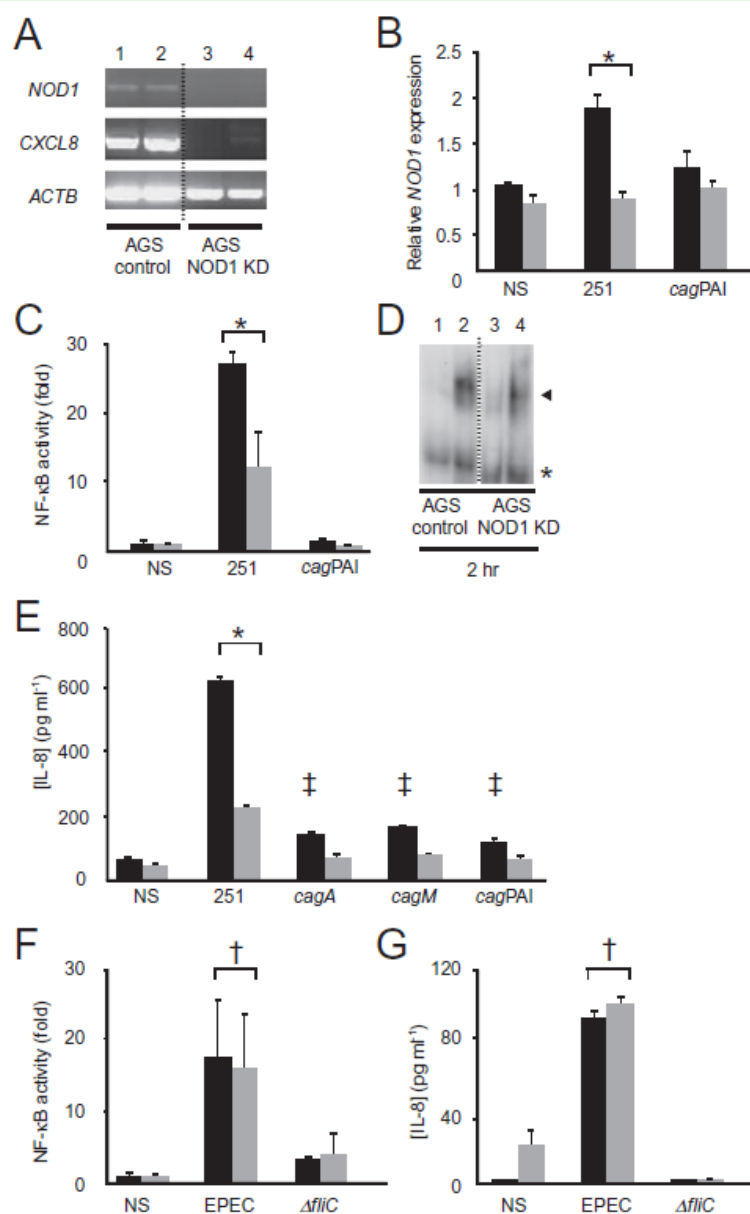 A
1 2 3 4
NOD1
CXCL8
ACTB
AGS control
AGS NOD1 KD
B
Relative NOD1 expression
2.5
2
1.5
1
0.5
0
*
NS 251 cagPAI
C
NF-κB activity (fold)
30
20
10
0
*
NS 251 cagPAI
D
1 2 3 4
*
AGS control
AGS NOD1 KD
2 hr
E
[IL-8] (pg ml⁻¹)
800
600
400
200
0
*
‡ ‡ ‡
NS 251 cagA cagM cagPAI
F
NF-κB activity (fold)
30
20
10
0
†
NS EPEC ΔfliC
G
[IL-8] (pg ml⁻¹)
120
80
40
0
†
NS EPEC ΔfliC